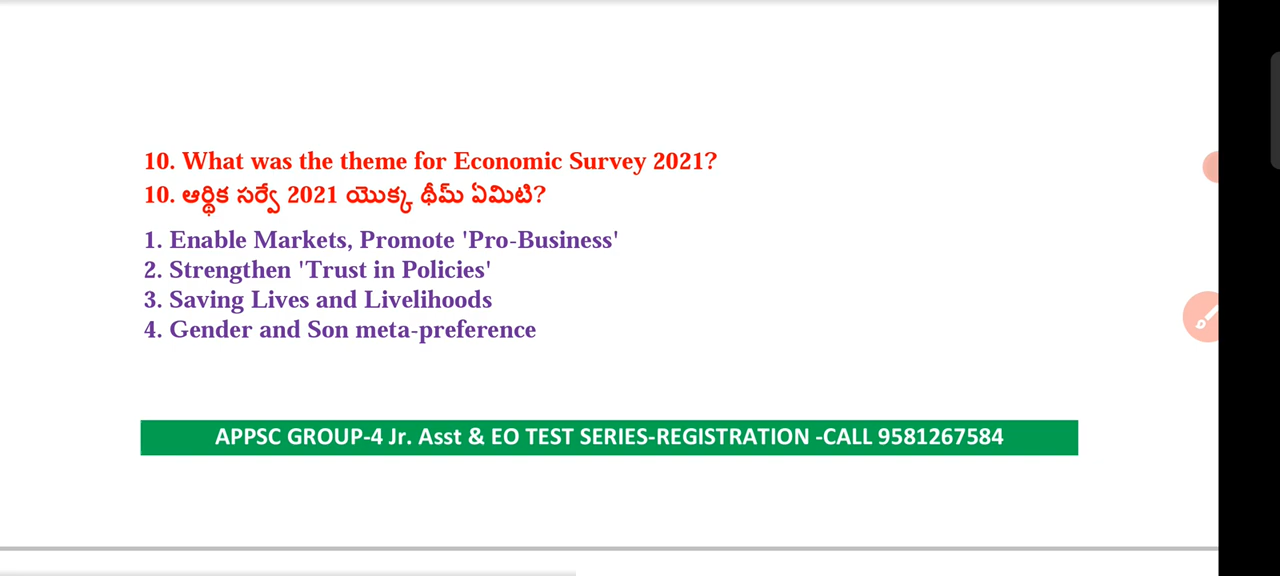 10. What was the theme for Economic Survey 2021?
10. ఆర్థిక సర్వే 2021 యొక్క థీమ్ ఏమిటి?
1. Enable Markets, Promote 'Pro-Business'
2. Strengthen 'Trust in Policies'
3. Saving Lives and Livelihoods
4. Gender and Son meta-preference
APPSC GROUP-4 Jr. Asst & EO TEST SERIES-REGISTRATION -CALL 9581267584